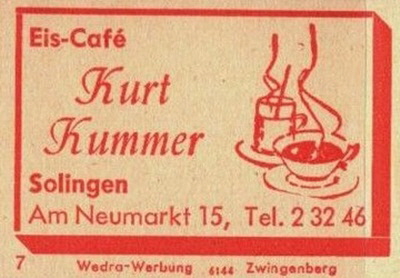 Eis-Café
Kurt
Kummer
Solingen
Am Neumarkt 15, Tel. 2 32 46
7 Wedra-Werbung 6144 Zwingenberg